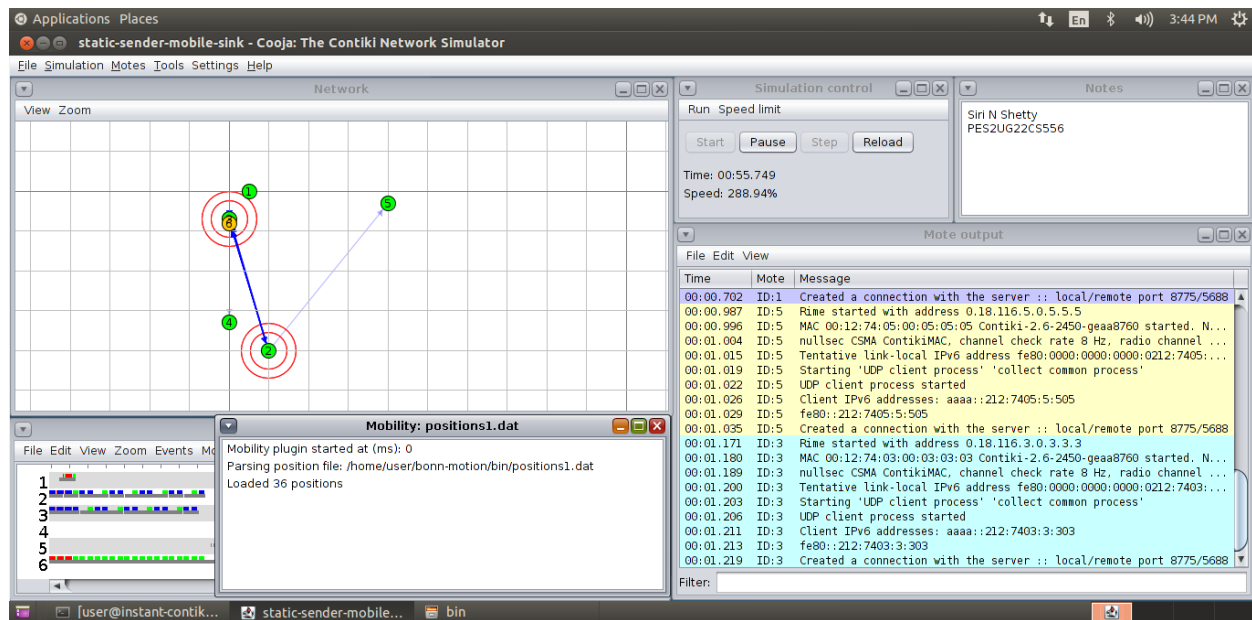 Applications Places
En 3:44 PM
static-sender-mobile-sink - Cooja: The Contiki Network Simulator
File Simulation Motes Tools Settings Help
Network
View Zoom
1
5
6
4
2
Simulation control
Run Speed limit
Start Pause Step Reload
Time: 00:55.749
Speed: 288.94%
Notes
Siri N Shetty
PES2UG22CS556
Mote output
File Edit View
Time Mote Message
00:00.702 ID:1 Created a connection with the server :: local/remote port 8775/5688
00:00.987 ID:5 Rime started with address 0.18.116.5.0.5.5.5
00:00.996 ID:5 MAC 00:12:74:05:00:05:05:05 Contiki-2.6-2450-geaa8760 started. N...
00:01.004 ID:5 nullsec CSMA ContikiMAC, channel check rate 8 Hz, radio channel ...
00:01.015 ID:5 Tentative link-local IPv6 address fe80:0000:0000:0000:0212:7405:...
00:01.019 ID:5 Starting 'UDP client process' 'collect common process'
00:01.022 ID:5 UDP client process started
00:01.026 ID:5 Client IPv6 addresses: aaaa::212:7405:5:505
00:01.029 ID:5 fe80::212:7405:5:505
00:01.035 ID:5 Created a connection with the server :: local/remote port 8775/5688
00:01.171 ID:3 Rime started with address 0.18.116.3.0.3.3.3
00:01.180 ID:3 MAC 00:12:74:03:00:03:03:03 Contiki-2.6-2450-geaa8760 started. N...
00:01.189 ID:3 nullsec CSMA ContikiMAC, channel check rate 8 Hz, radio channel ...
00:01.200 ID:3 Tentative link-local IPv6 address fe80:0000:0000:0000:0212:7403:...
00:01.203 ID:3 Starting 'UDP client process' 'collect common process'
00:01.206 ID:3 UDP client process started
00:01.211 ID:3 Client IPv6 addresses: aaaa::212:7403:3:303
00:01.213 ID:3 fe80::212:7403:3:303
00:01.219 ID:3 Created a connection with the server :: local/remote port 8775/5688
Filter:
File Edit View Zoom Events Mo
1
2
3
4
5
6
Mobility: positions1.dat
Mobility plugin started at (ms): 0
Parsing position file: /home/user/bonn-motion/bin/positions1.dat
Loaded 36 positions
[user@instant-contik... static-sender-mobile... bin